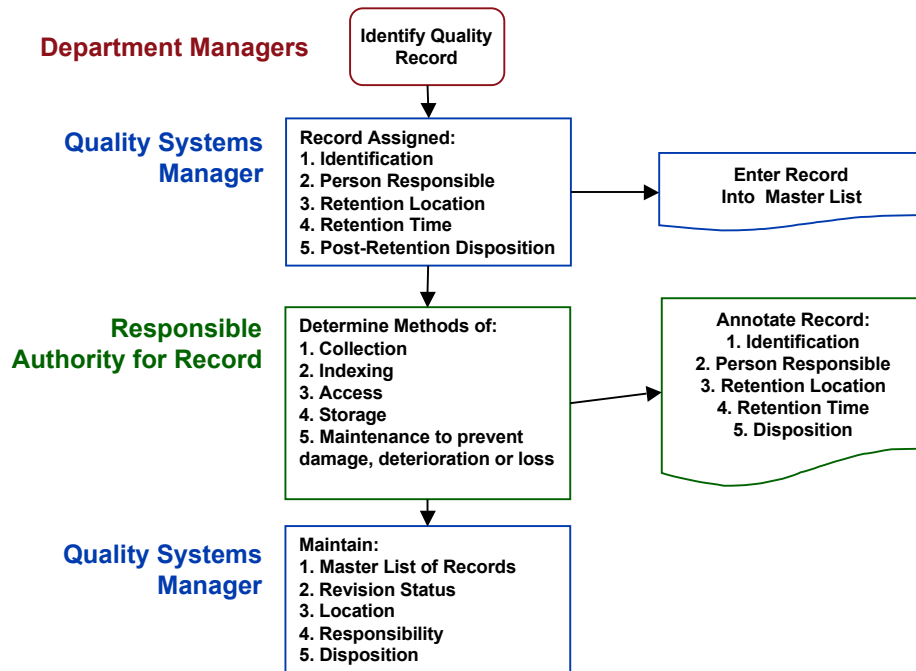 Department Managers
Identify Quality
Record
Quality Systems
Manager
Record Assigned:
1. Identification
2. Person Responsible
3. Retention Location
4. Retention Time
5. Post-Retention Disposition
Enter Record
Into Master List
Responsible
Authority for Record
Determine Methods of:
1. Collection
2. Indexing
3. Access
4. Storage
5. Maintenance to prevent
damage, deterioration or loss
Annotate Record:
1. Identification
2. Person Responsible
3. Retention Location
4. Retention Time
5. Disposition
Quality Systems
Manager
Maintain:
1. Master List of Records
2. Revision Status
3. Location
4. Responsibility
5. Disposition